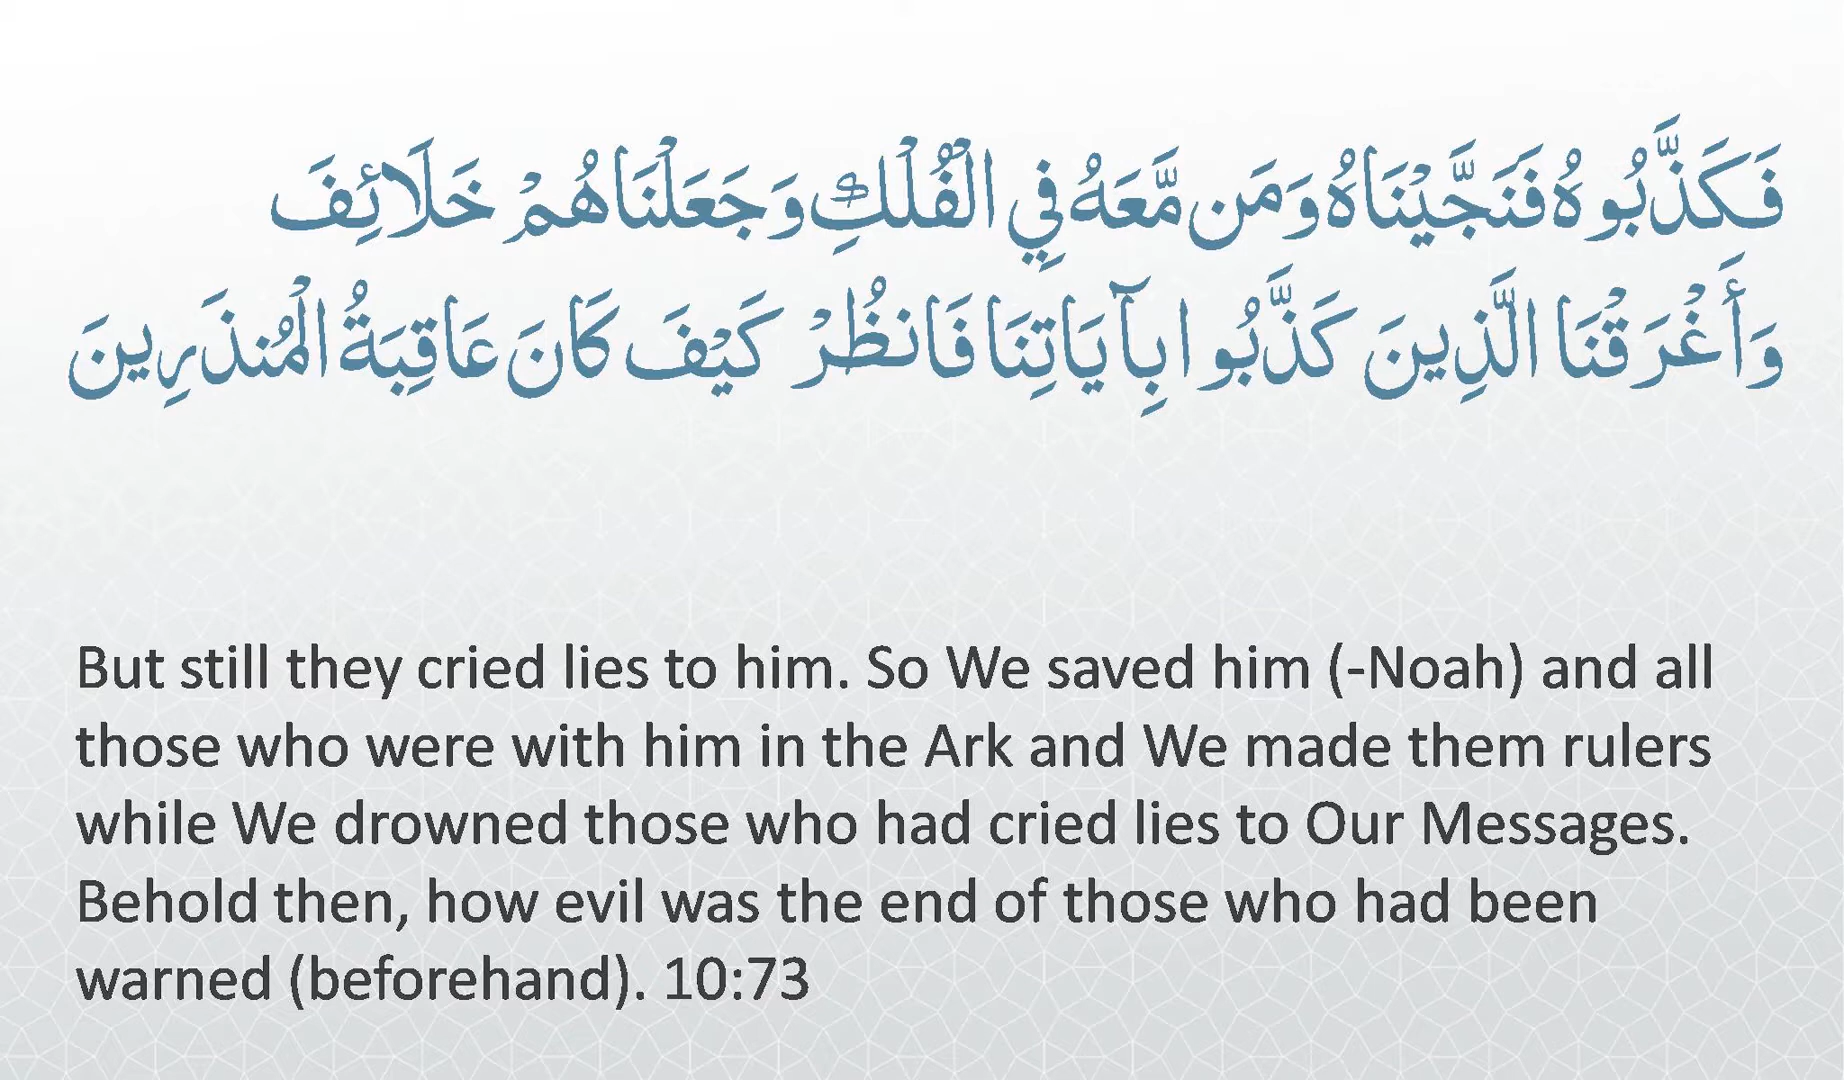 فَكَذَّبُوهُ فَنَجَّيْنَاهُ وَمَن مَّعَهُ فِي الْفُلْكِ وَجَعَلْنَاهُمْ خَلَائِفَ
وَأَغْرَقْنَا الَّذِينَ كَذَّبُوا بِآيَاتِنَا فَانظُرْ كَيْفَ كَانَ عَاقِبَةُ الْمُنذَرِينَ
But still they cried lies to him. So We saved him (-Noah) and all
those who were with him in the Ark and We made them rulers
while We drowned those who had cried lies to Our Messages.
Behold then, how evil was the end of those who had been
warned (beforehand). 10:73